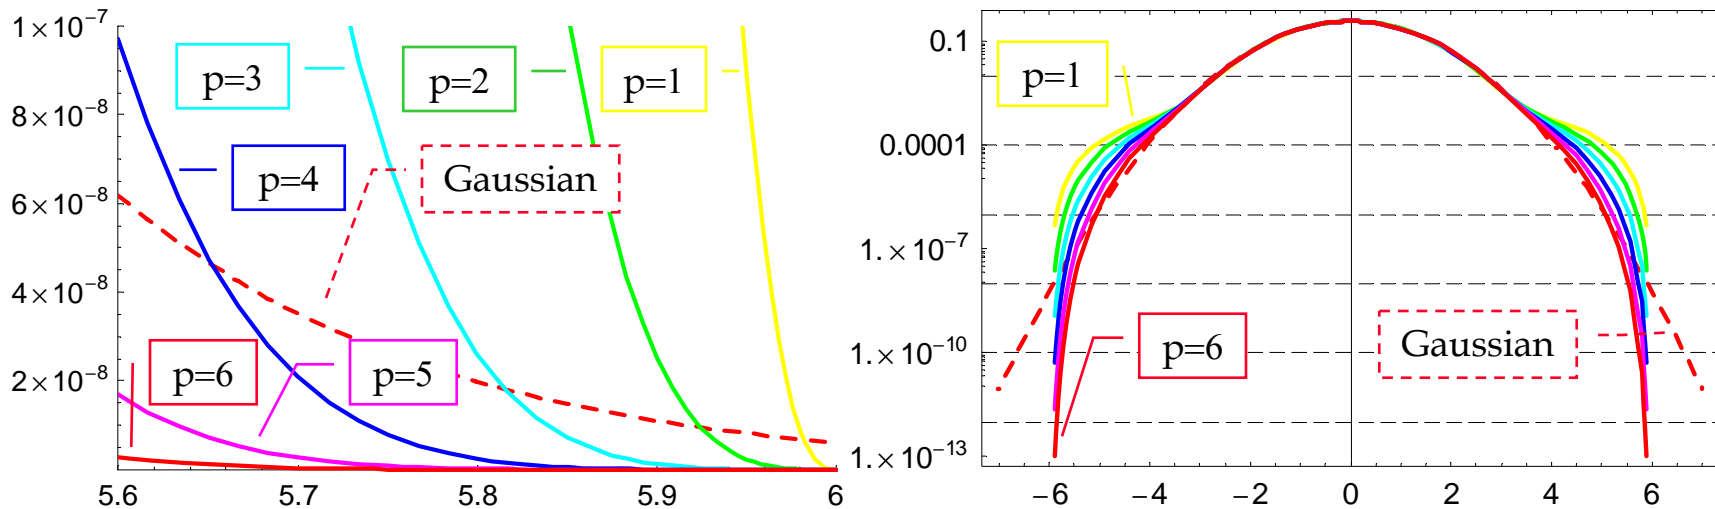 1×10⁻⁷
8×10⁻⁸
6×10⁻⁸
4×10⁻⁸
2×10⁻⁸
p=3
p=2
p=1
p=4
Gaussian
p=6
p=5
5.6 5.7 5.8 5.9 6
0.1
0.0001
1.×10⁻⁷
1.×10⁻¹⁰
1.×10⁻¹³
p=1
p=6
Gaussian
−6 −4 −2 0 2 4 6